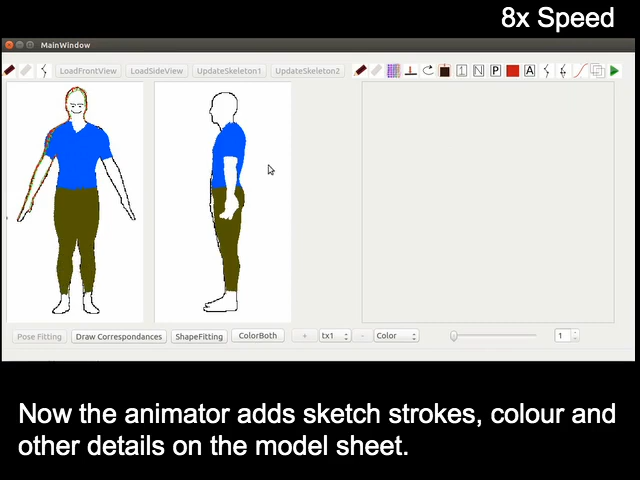 8x Speed
MainWindow
LoadFrontView LoadSideView UpdateSkeleton1 UpdateSkeleton2
1 N P A
Pose Fitting Draw Correspondances ShapeFitting ColorBoth + tx1 - Color 1
Now the animator adds sketch strokes, colour and
other details on the model sheet.